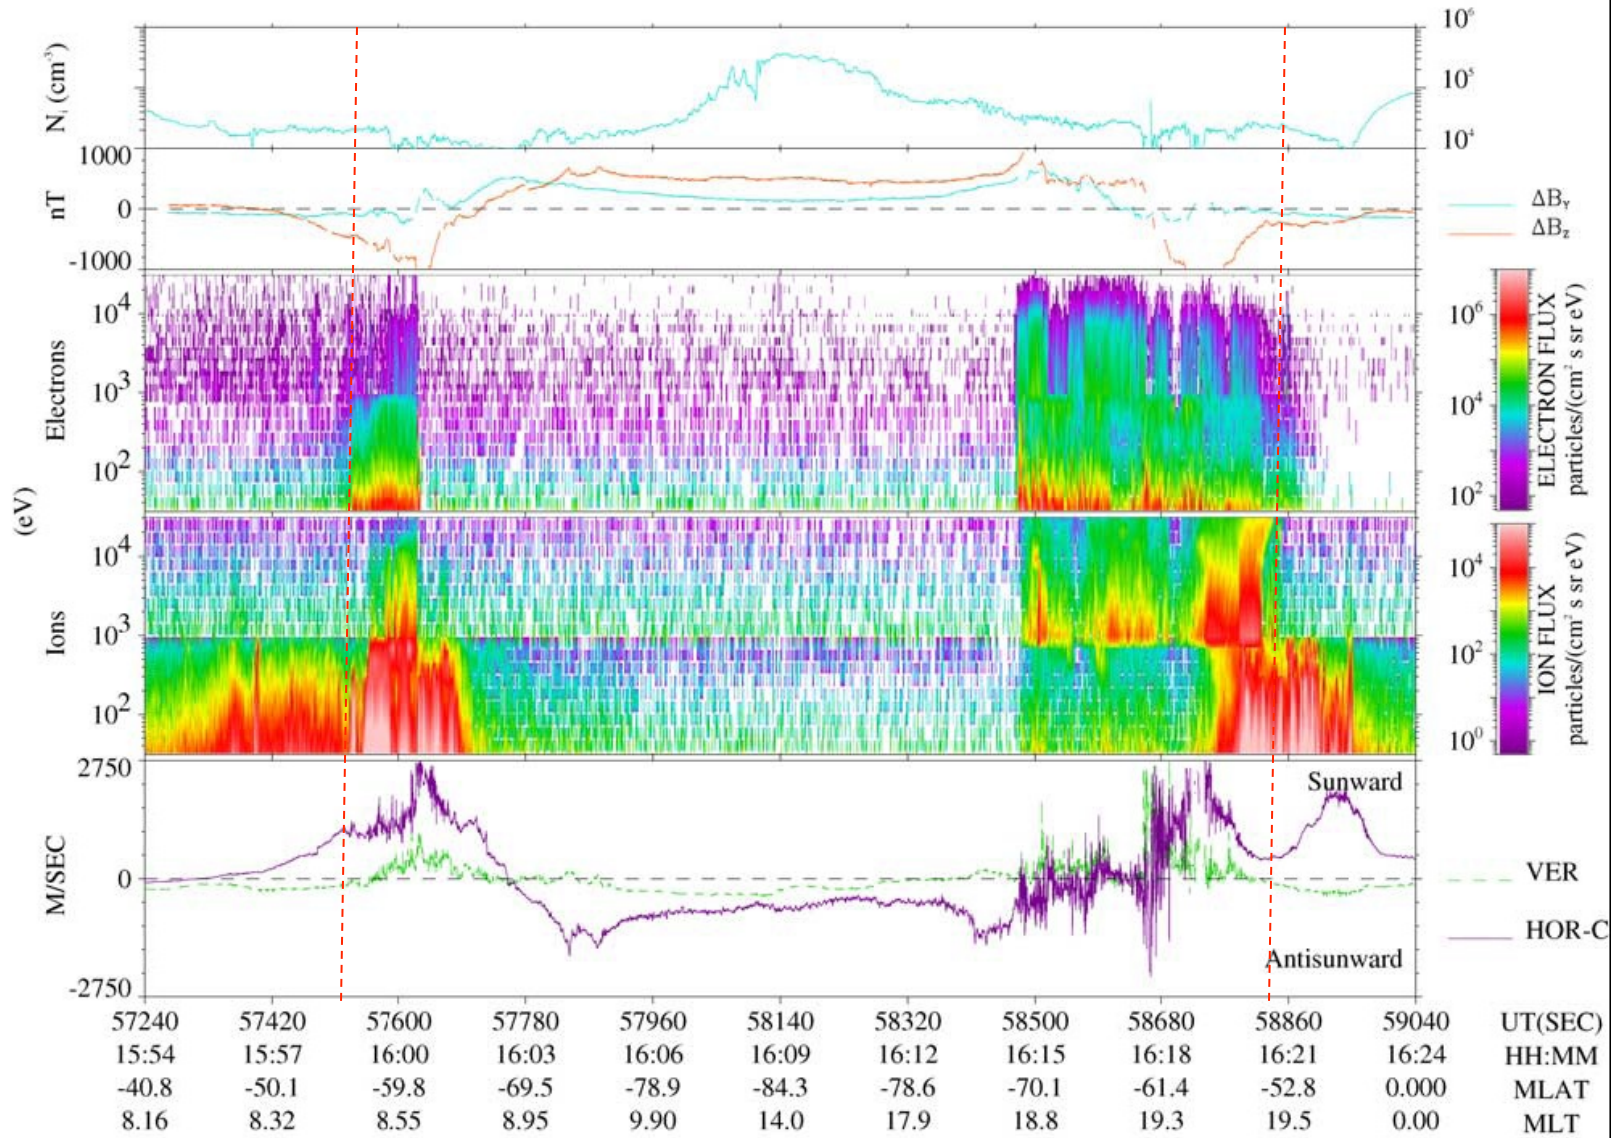 10⁶
Nᵢ (cm⁻³)
10⁵
10⁴
1000
nT
0
-1000
ΔBY
ΔBZ
(eV)
Electrons
10⁴
10³
10²
10⁶
10⁴
10²
ELECTRON FLUX
particles/(cm² s sr eV)
Ions
10⁴
10³
10²
10⁴
10²
10⁰
ION FLUX
particles/(cm² s sr eV)
2750
M/SEC
0
-2750
Sunward
Antisunward
VER
HOR-C
57240 57420 57600 57780 57960 58140 58320 58500 58680 58860 59040 UT(SEC)
15:54 15:57 16:00 16:03 16:06 16:09 16:12 16:15 16:18 16:21 16:24 HH:MM
-40.8 -50.1 -59.8 -69.5 -78.9 -84.3 -78.6 -70.1 -61.4 -52.8 0.000 MLAT
8.16 8.32 8.55 8.95 9.90 14.0 17.9 18.8 19.3 19.5 0.00 MLT